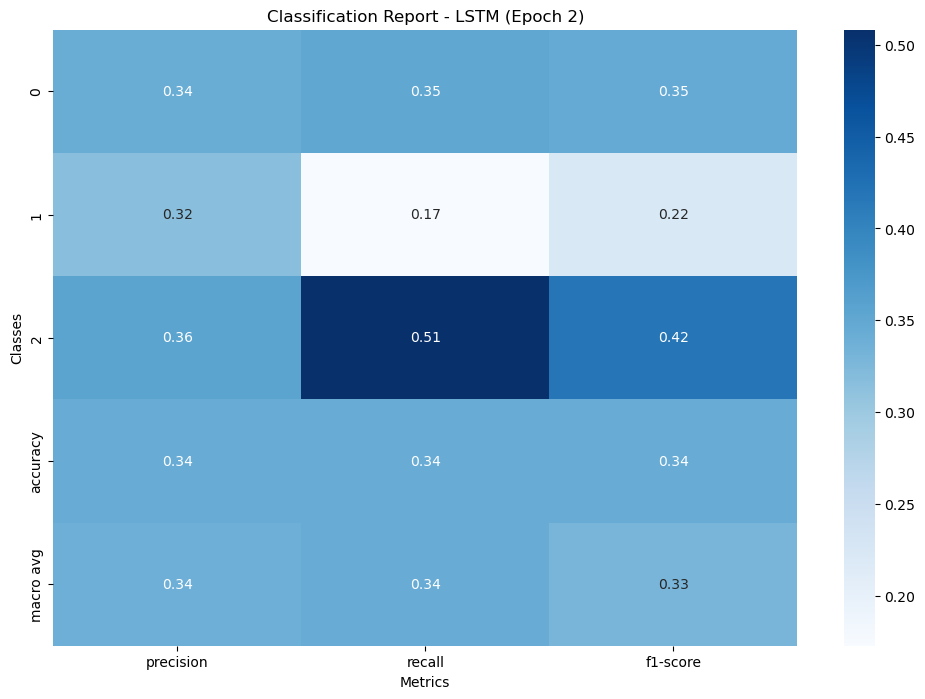 Classification Report - LSTM (Epoch 2)
0 0.34 0.35 0.35
1 0.32 0.17 0.22
2 0.36 0.51 0.42
accuracy 0.34 0.34 0.34
macro avg 0.34 0.34 0.33
precision recall f1-score
Metrics
Classes
0.50
0.45
0.40
0.35
0.30
0.25
0.20